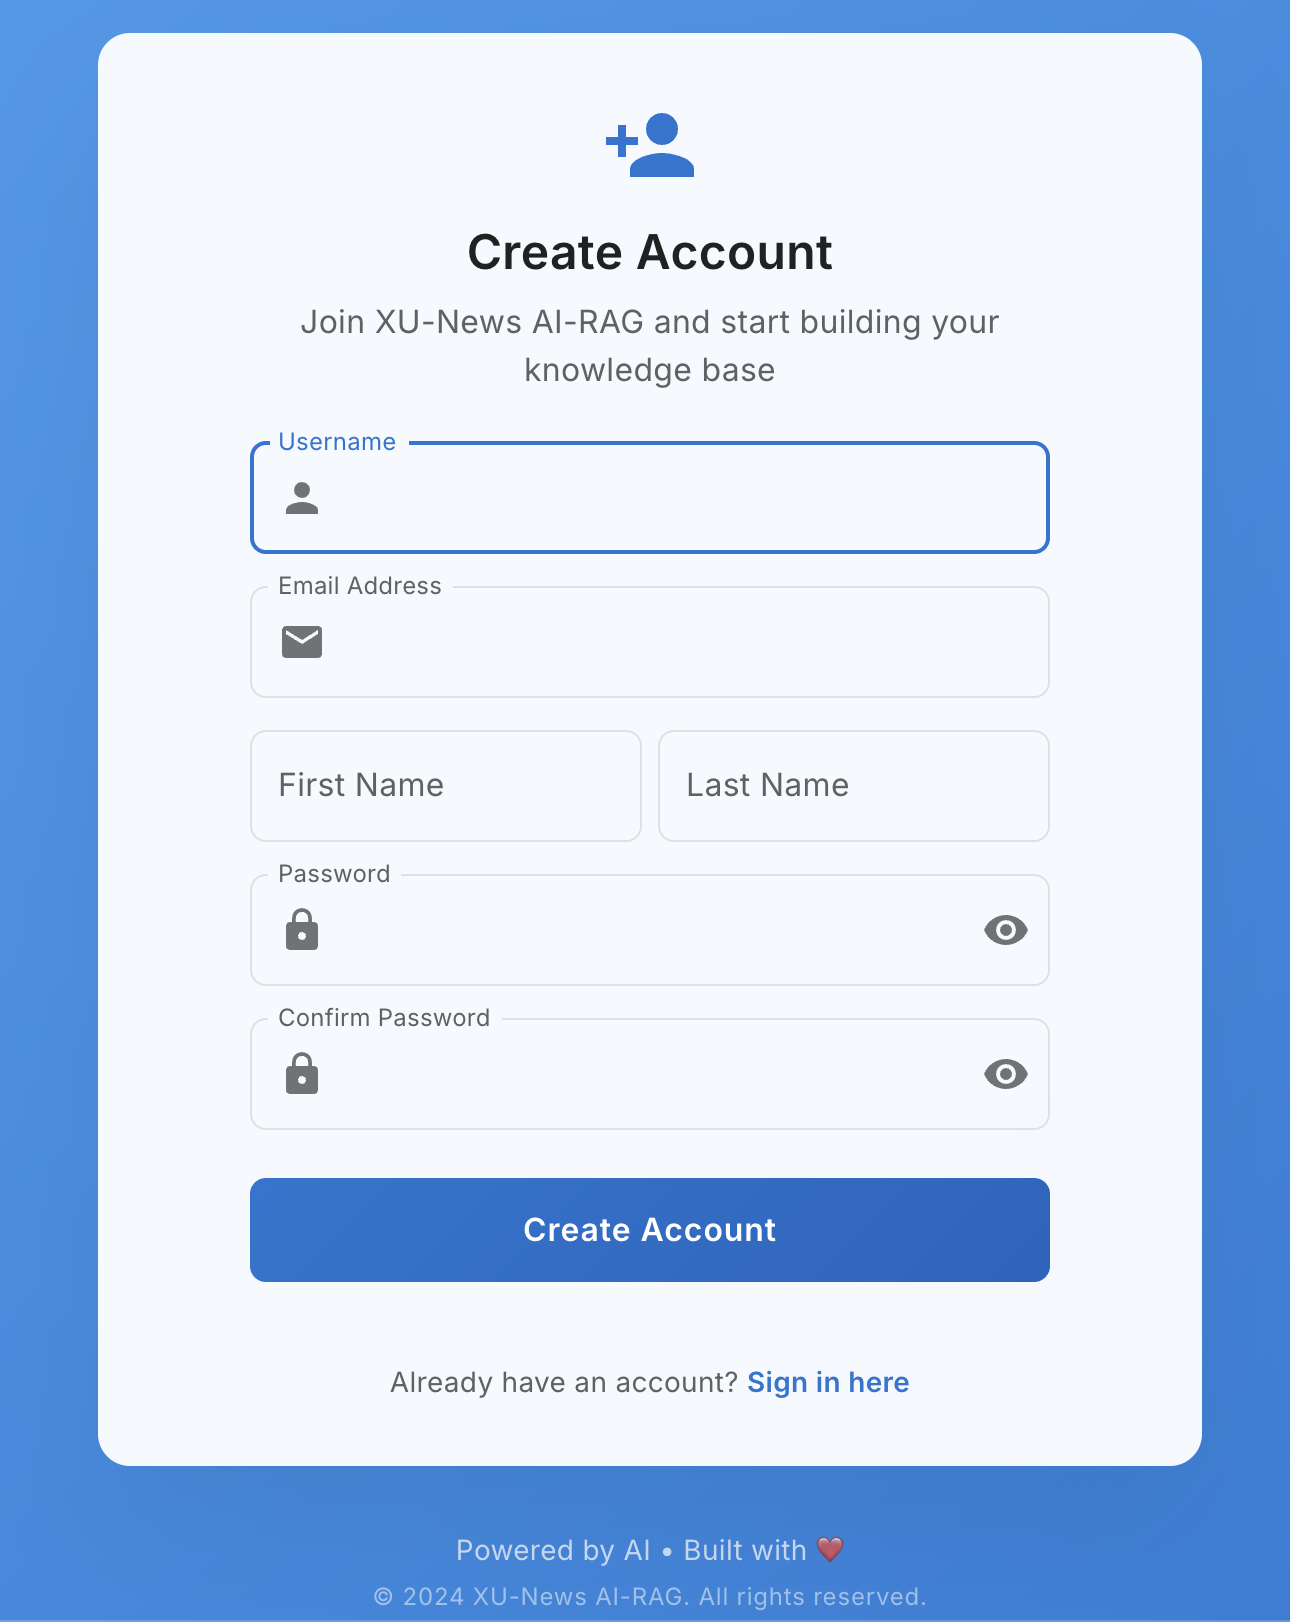 Create Account
Join XU-News AI-RAG and start building your
knowledge base
Username
Email Address
First Name
Last Name
Password
Confirm Password
Create Account
Already have an account? Sign in here
Powered by AI • Built with ❤️
© 2024 XU-News AI-RAG. All rights reserved.